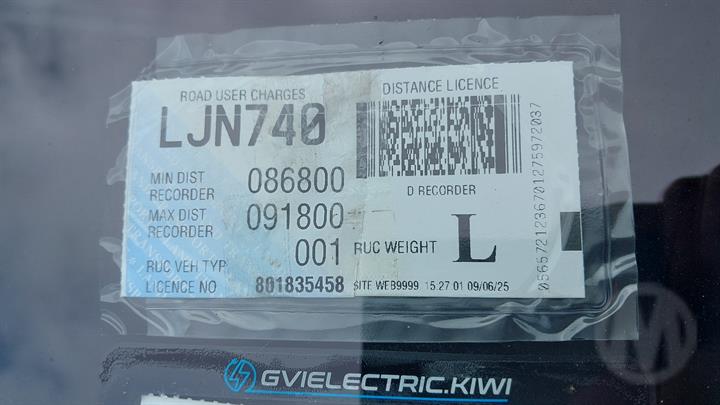 ROAD USER CHARGES
DISTANCE LICENCE
LJN740
MIN DIST
RECORDER
086800
MAX DIST
RECORDER
091800
RUC VEH TYP
001
LICENCE NO
801835458
D RECORDER
RUC WEIGHT
L
SITE WEB9999 15:27 01 09/06/25
0565721236701275972037
GVIELECTRIC.KIWI
M